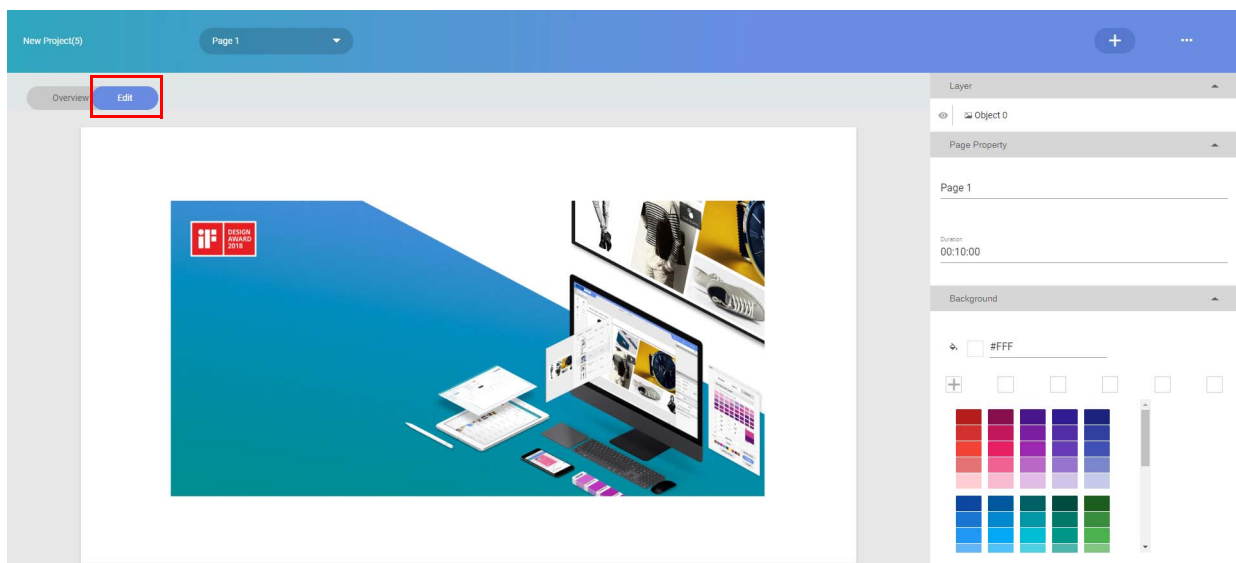 New Project(5)
Page 1
Overview
Edit
Layer
Object 0
Page Property
Page 1
Duration
00:10:00
Background
#FFF
iF
DESIGN
AWARD
2018